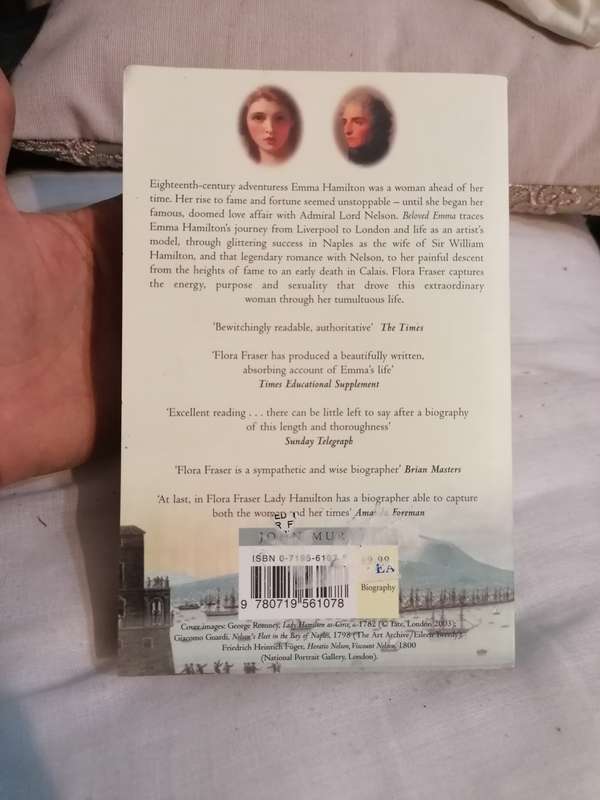 Eighteenth-century adventuress Emma Hamilton was a woman ahead of her
time. Her rise to fame and fortune seemed unstoppable – until she began her
famous, doomed love affair with Admiral Lord Nelson. Beloved Emma traces
Emma Hamilton's journey from Liverpool to London and life as an artist's
model, through glittering success in Naples as the wife of Sir William
Hamilton, and that legendary romance with Nelson, to her painful descent
from the heights of fame to an early death in Calais. Flora Fraser captures
the energy, purpose and sexuality that drove this extraordinary
woman through her tumultuous life.
'Bewitchingly readable, authoritative' The Times
'Flora Fraser has produced a beautifully written,
absorbing account of Emma's life'
Times Educational Supplement
'Excellent reading . . . there can be little left to say after a biography
of this length and thoroughness'
Sunday Telegraph
'Flora Fraser is a sympathetic and wise biographer' Brian Masters
'At last, in Flora Fraser Lady Hamilton has a biographer able to capture
both the woman and her times' Amanda Foreman
JOHN
ISBN 0-7195-61
£9.99
EA
Biography
9 780719 561078
Cover images: George Romney, Lady Hamilton as Circe, c. 1782 (© Tate, London 2003);
Giacomo Guardi, Nelson's Fleet in the Bay of Naples, 1798 (The Art Archive/Eileen Tweedy);
Friedrich Heinrich Füger, Horatio Nelson, Viscount Nelson, 1800
(National Portrait Gallery, London).